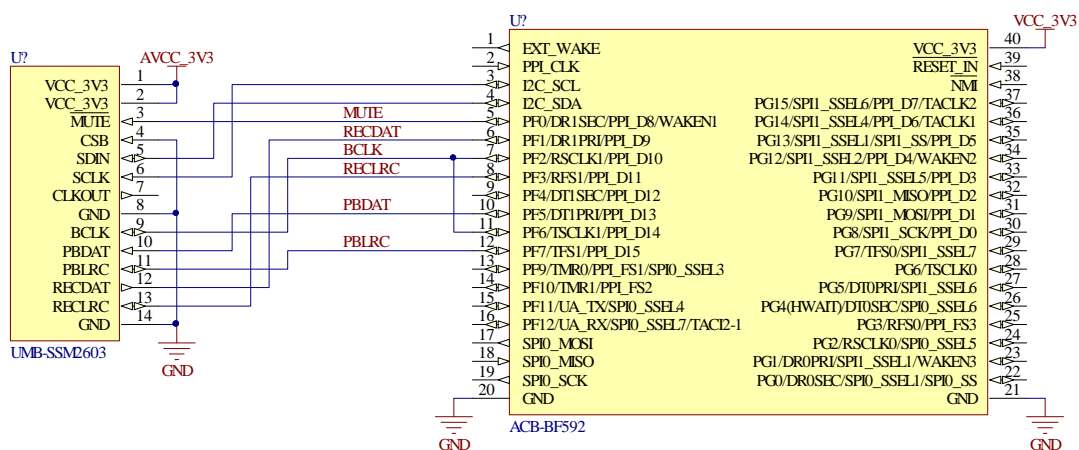 U?
AVCC_3V3
VCC_3V3 1
VCC_3V3 2
MUTE 3
CSB 4
SDIN 5
SCLK 6
CLKOUT 7
GND 8
BCLK 9
PBDAT 10
PBLRC 11
RECDAT 12
RECLRC 13
GND 14
UMB-SSM2603
GND
MUTE
RECDAT
BCLK
RECLRC
PBDAT
PBLRC
U?
VCC_3V3
1 EXT_WAKE VCC_3V3 40
2 PPI_CLK RESET_IN 39
3 I2C_SCL NMI 38
4 I2C_SDA PG15/SPI1_SSEL6/PPI_D7/TACLK2 37
5 PF0/DR1SEC/PPI_D8/WAKEN1 PG14/SPI1_SSEL4/PPI_D6/TACLK1 36
6 PF1/DR1PRI/PPI_D9 PG13/SPI1_SSEL1/SPI1_SS/PPI_D5 35
7 PF2/RSCLK1/PPI_D10 PG12/SPI1_SSEL2/PPI_D4/WAKEN2 34
8 PF3/RFS1/PPI_D11 PG11/SPI1_SSEL5/PPI_D3 33
9 PF4/DT1SEC/PPI_D12 PG10/SPI1_MISO/PPI_D2 32
10 PF5/DT1PRI/PPI_D13 PG9/SPI1_MOSI/PPI_D1 31
11 PF6/TSCLK1/PPI_D14 PG8/SPI1_SCK/PPI_D0 30
12 PF7/TFS1/PPI_D15 PG7/TFS0/SPI1_SSEL7 29
13 PF9/TMR0/PPI_FS1/SPI0_SSEL3 PG6/TSCLK0 28
14 PF10/TMR1/PPI_FS2 PG5/DT0PRI/SPI1_SSEL6 27
15 PF11/UA_TX/SPI0_SSEL4 PG4(HWAIT)/DT0SEC/SPI0_SSEL6 26
16 PF12/UA_RX/SPI0_SSEL7/TACI2-1 PG3/RFS0/PPI_FS3 25
17 SPI0_MOSI PG2/RSCLK0/SPI0_SSEL5 24
18 SPI0_MISO PG1/DR0PRI/SPI1_SSEL1/WAKEN3 23
19 SPI0_SCK PG0/DR0SEC/SPI0_SSEL1/SPI0_SS 22
20 GND GND 21
ACB-BF592
GND
GND